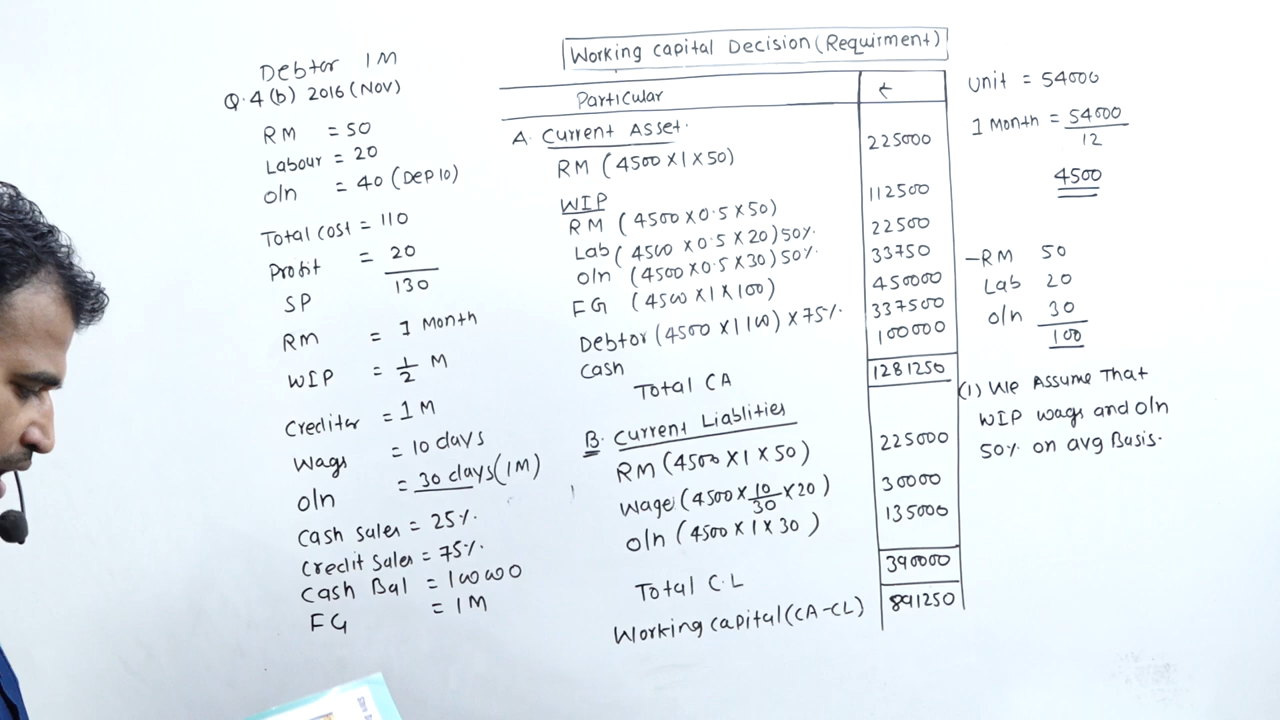 Working Capital Decision (Requirment)
Debtor 1M
Q.4 (b) 2016 (Nov)
RM = 50
Labour = 20
o/n = 40 (Dep 10)
Total cost = 110
Profit = 20
SP 130
RM = 1 Month
WIP = 1/2 M
Crediter = 1M
Wags = 10 days
o/n = 30 days (1M)
Cash Sales = 25%.
Credit Sales = 75%.
Cash Bal = 100000
FG = 1M
Particular ₹
A. Current Asset.
RM (4500 x 1 x 50) 225000
WIP
RM (4500 x 0.5 x 50) 112500
Lab (4500 x 0.5 x 20) 50%. 22500
o/n (4500 x 0.5 x 30) 50%. 33750
FG (4500 x 1 x 100) 450000
Debtor (4500 x 1 100) x 75%. 337500
Cash 100000
Total CA 1281250
B. Current Liablities
RM (4500 x 1 x 50) 225000
Wage (4500 x 10/30 x 20) 30000
o/n (4500 x 1 x 30) 135000
Total C.L 390000
Working capital (CA-CL) 891250
Unit = 54000
1 Month = 54000/12
4500
-RM 50
Lab 20
o/n 30
100
(1) We Assume That
WIP wags and o/n
50% on avg Basis.